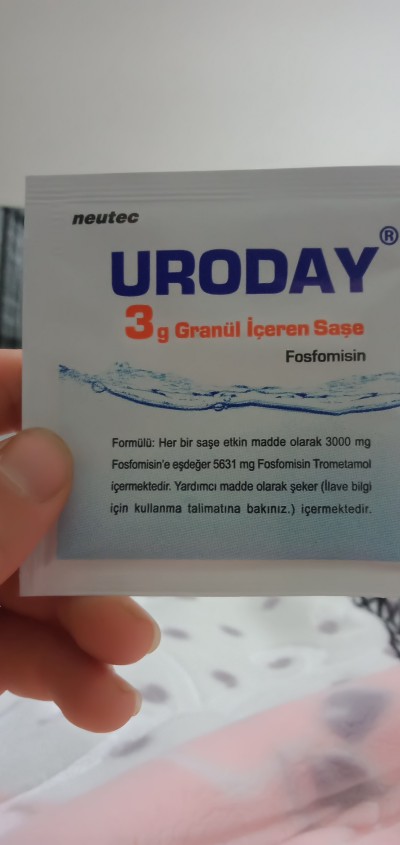 neutec
URODAY®
3 g Granül İçeren Saşe
Fosfomisin
Formülü: Her bir saşe etkin madde olarak 3000 mg
Fosfomisin'e eşdeğer 5631 mg Fosfomisin Trometamol
içermektedir. Yardımcı madde olarak şeker (İlave bilgi
için kullanma talimatına bakınız.) içermektedir.